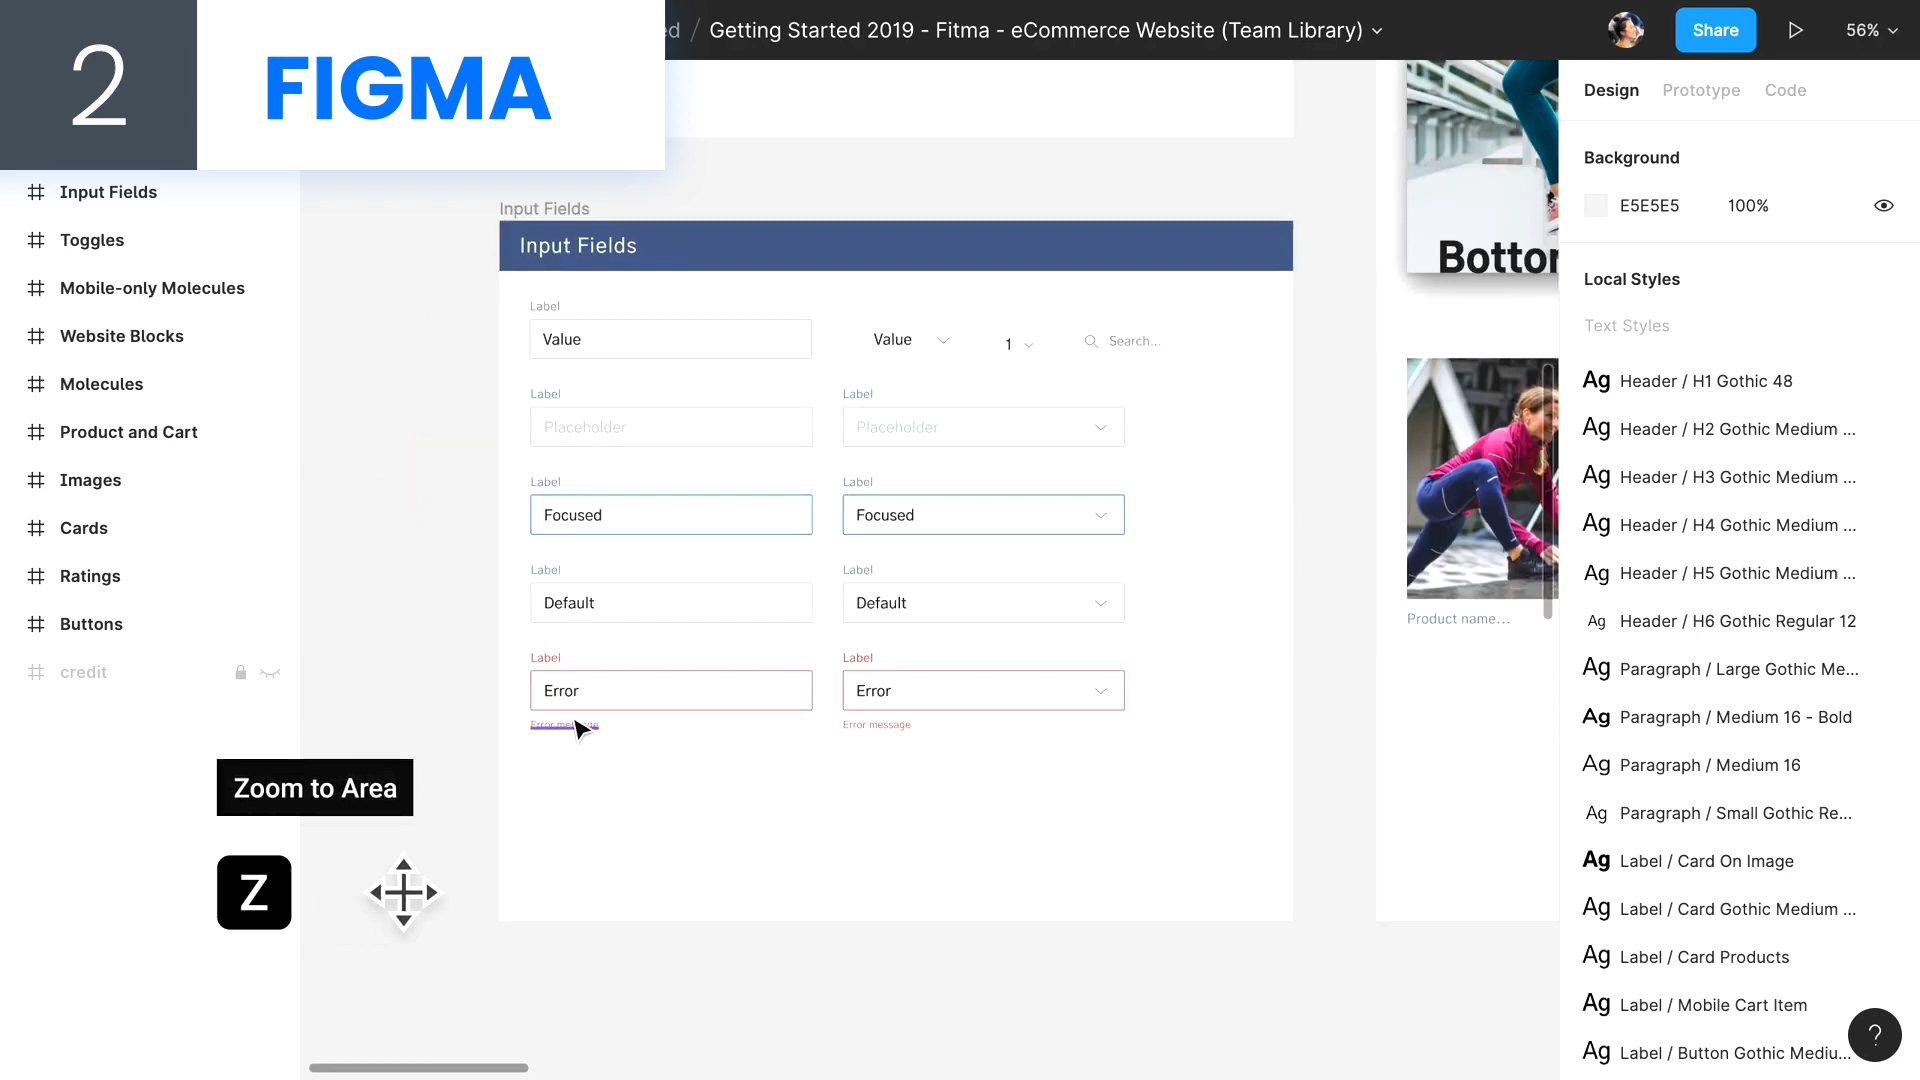 2
FIGMA
ed / Getting Started 2019 - Fitma - eCommerce Website (Team Library)
Share
56%
Input Fields
Toggles
Mobile-only Molecules
Website Blocks
Molecules
Product and Cart
Images
Cards
Ratings
Buttons
credit
Zoom to Area
Z
Input Fields
Input Fields
Label
Value
Value
1
Search...
Label
Placeholder
Label
Placeholder
Label
Focused
Label
Focused
Label
Default
Label
Default
Label
Error
Error message
Label
Error
Error message
Botto
Product name...
Design Prototype Code
Background
E5E5E5 100%
Local Styles
Text Styles
Ag Header / H1 Gothic 48
Ag Header / H2 Gothic Medium ...
Ag Header / H3 Gothic Medium ...
Ag Header / H4 Gothic Medium ...
Ag Header / H5 Gothic Medium ...
Ag Header / H6 Gothic Regular 12
Ag Paragraph / Large Gothic Me...
Ag Paragraph / Medium 16 - Bold
Ag Paragraph / Medium 16
Ag Paragraph / Small Gothic Re...
Ag Label / Card On Image
Ag Label / Card Gothic Medium ...
Ag Label / Card Products
Ag Label / Mobile Cart Item
Ag Label / Button Gothic Mediu...
?